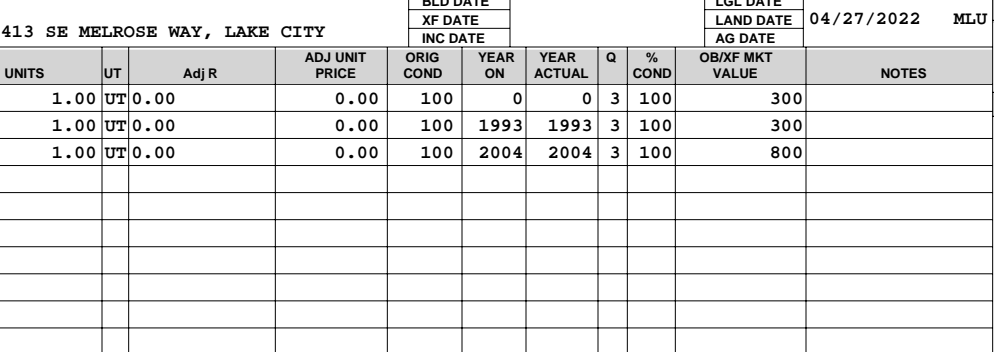 BLD DATE LGL DATE
XF DATE LAND DATE 04/27/2022 MLU
413 SE MELROSE WAY, LAKE CITY
INC DATE AG DATE
UNITS UT Adj R ADJ UNIT PRICE ORIG COND YEAR ON YEAR ACTUAL Q % COND OB/XF MKT VALUE NOTES
1.00 UT 0.00 0.00 100 0 0 3 100 300
1.00 UT 0.00 0.00 100 1993 1993 3 100 300
1.00 UT 0.00 0.00 100 2004 2004 3 100 800